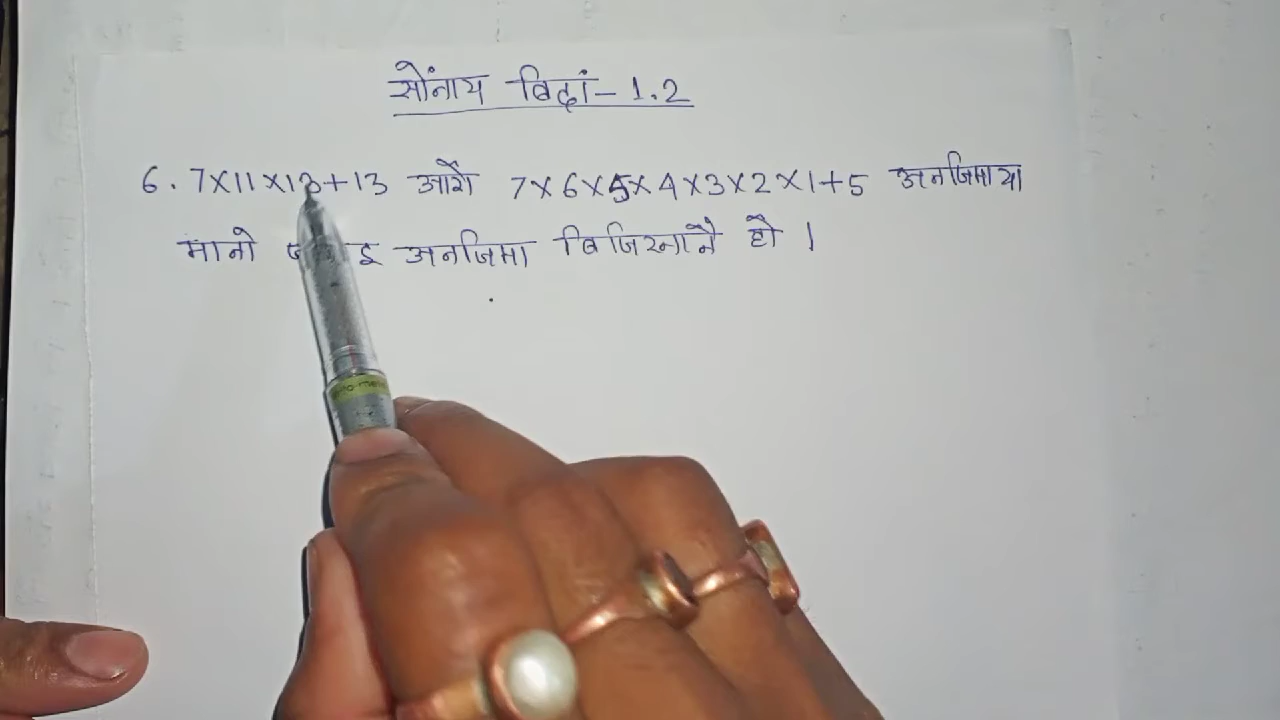 सोंनाय बिदां - 1.2
6. 7×11×13+13 आरो 7×6×5×4×3×2×1+5 अनजिमाया
मानो इ अनजिमा बिजिरनानै हो।